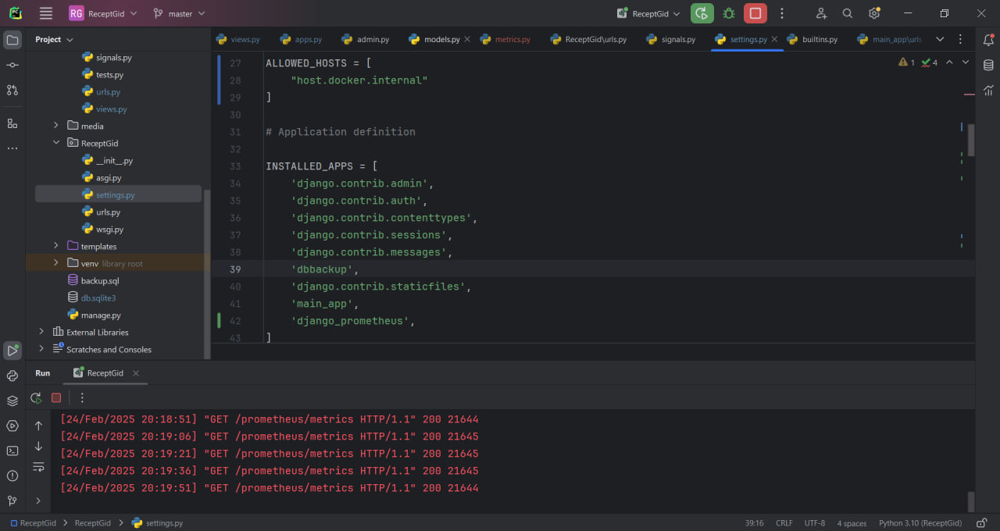 RG ReceptGid master ReceptGid
Project
views.py apps.py admin.py models.py metrics.py ReceptGid\urls.py signals.py settings.py builtins.py main_app\urls
signals.py
tests.py
urls.py
views.py
media
ReceptGid
__init__.py
asgi.py
settings.py
urls.py
wsgi.py
templates
venv library root
backup.sql
db.sqlite3
manage.py
External Libraries
Scratches and Consoles
1 4
27 ALLOWED_HOSTS = [
28 "host.docker.internal"
29 ]
30
31 # Application definition
32
33 INSTALLED_APPS = [
34 'django.contrib.admin',
35 'django.contrib.auth',
36 'django.contrib.contenttypes',
37 'django.contrib.sessions',
38 'django.contrib.messages',
39 'dbbackup',
40 'django.contrib.staticfiles',
41 'main_app',
42 'django_prometheus',
43 ]
Run ReceptGid
[24/Feb/2025 20:18:51] "GET /prometheus/metrics HTTP/1.1" 200 21644
[24/Feb/2025 20:19:06] "GET /prometheus/metrics HTTP/1.1" 200 21645
[24/Feb/2025 20:19:21] "GET /prometheus/metrics HTTP/1.1" 200 21645
[24/Feb/2025 20:19:36] "GET /prometheus/metrics HTTP/1.1" 200 21645
[24/Feb/2025 20:19:51] "GET /prometheus/metrics HTTP/1.1" 200 21644
ReceptGid ReceptGid settings.py 39:16 CRLF UTF-8 4 spaces Python 3.10 (ReceptGid)